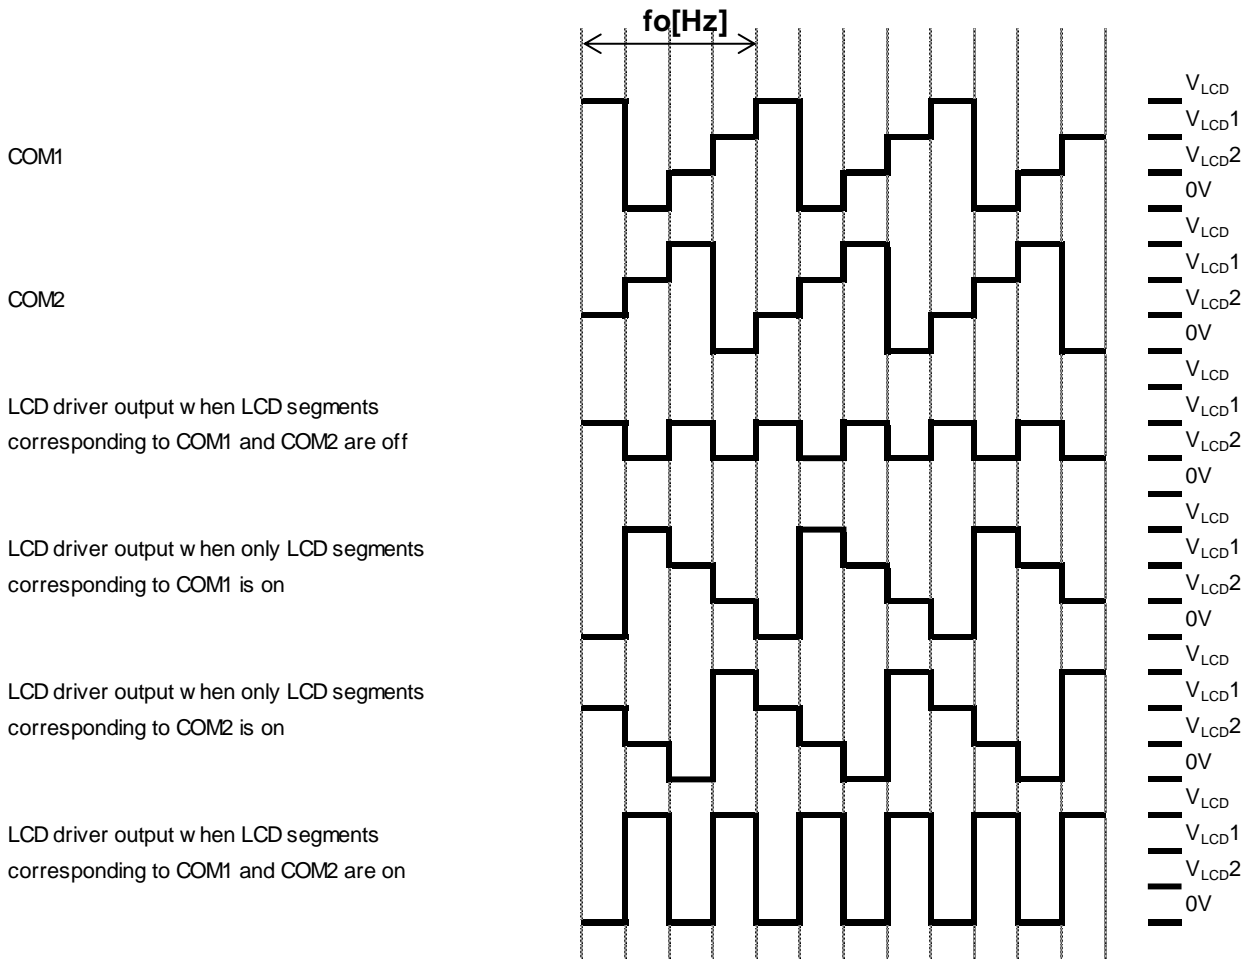 fo[Hz]
VLCD
VLCD1
COM1
VLCD2
0V
VLCD
VLCD1
COM2
VLCD2
0V
VLCD
LCD driver output w hen LCD segments
VLCD1
corresponding to COM1 and COM2 are off
VLCD2
0V
VLCD
LCD driver output w hen only LCD segments
VLCD1
corresponding to COM1 is on
VLCD2
0V
VLCD
LCD driver output w hen only LCD segments
VLCD1
corresponding to COM2 is on
VLCD2
0V
VLCD
LCD driver output w hen LCD segments
VLCD1
corresponding to COM1 and COM2 are on
VLCD2
0V